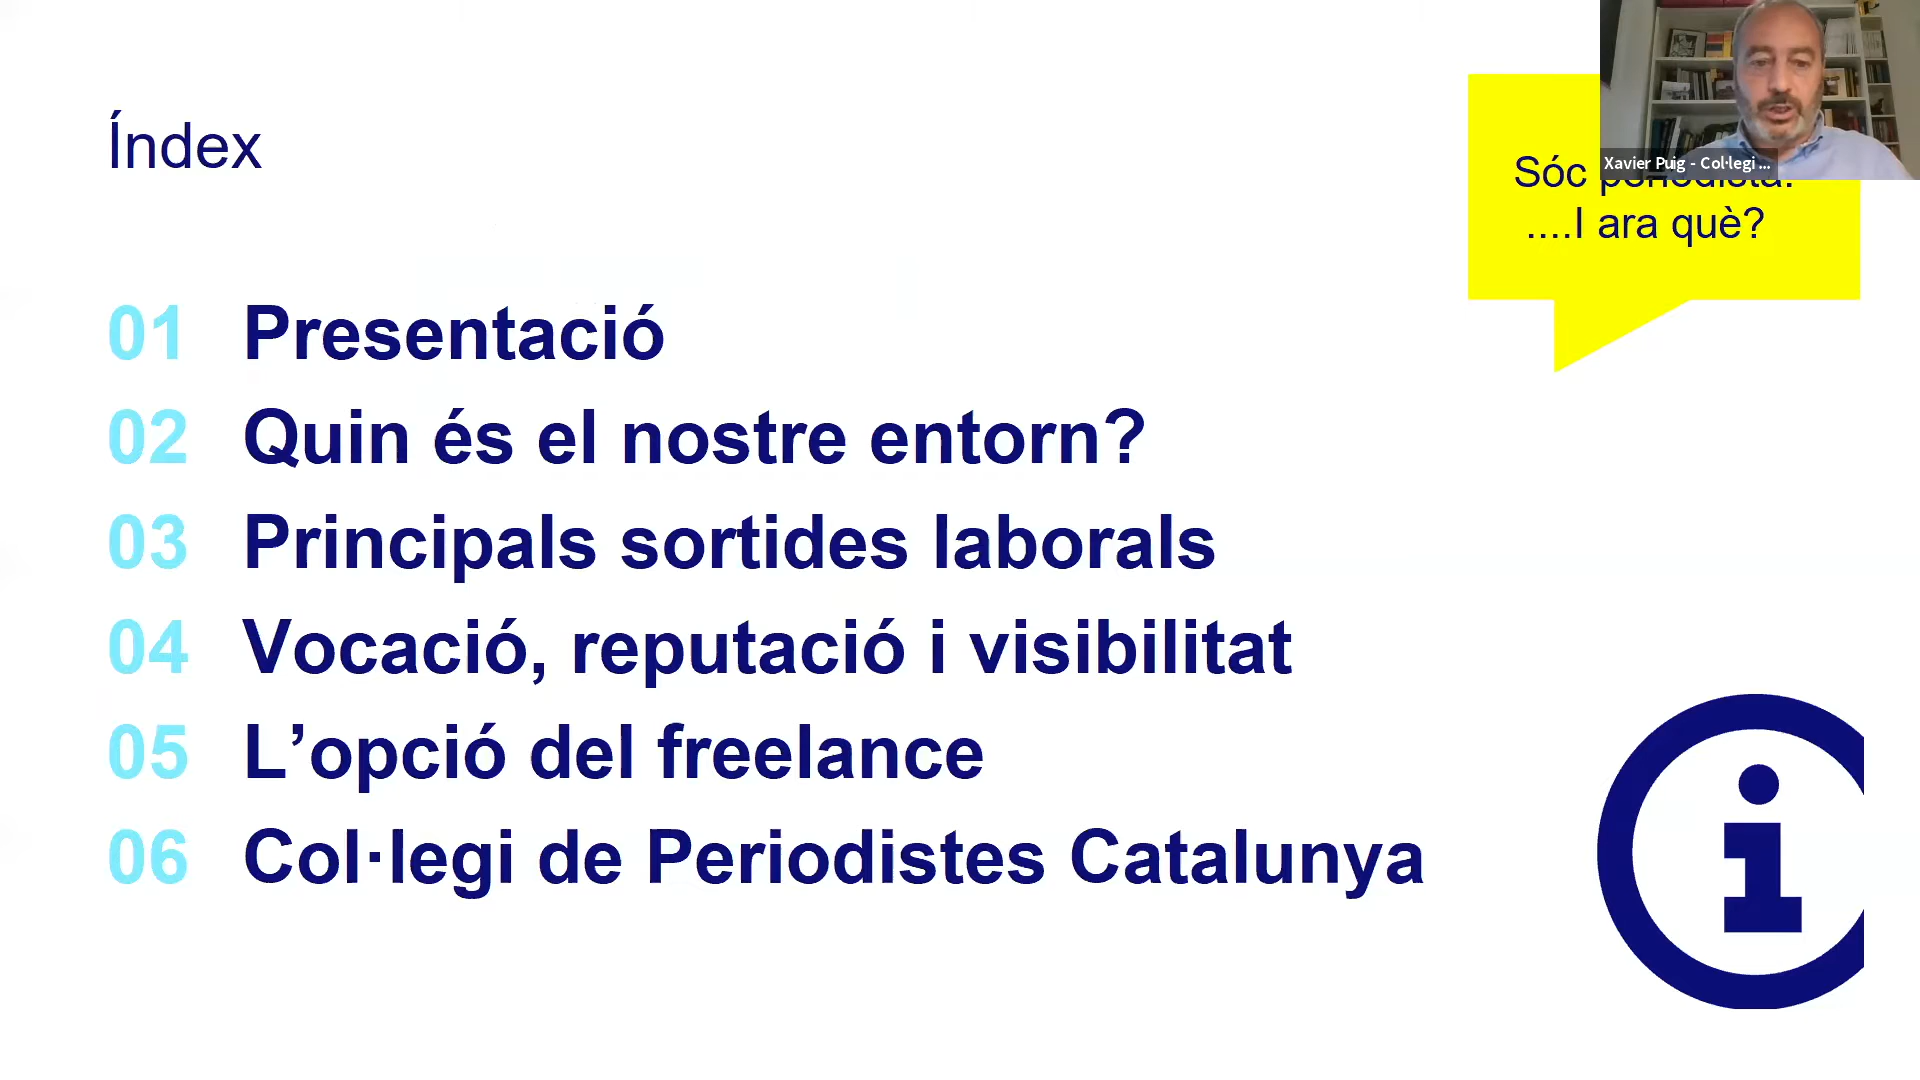 Índex
Xavier Puig - Col·legi ...
Sóc periodista.
....I ara què?
01 Presentació
02 Quin és el nostre entorn?
03 Principals sortides laborals
04 Vocació, reputació i visibilitat
05 L’opció del freelance
06 Col·legi de Periodistes Catalunya